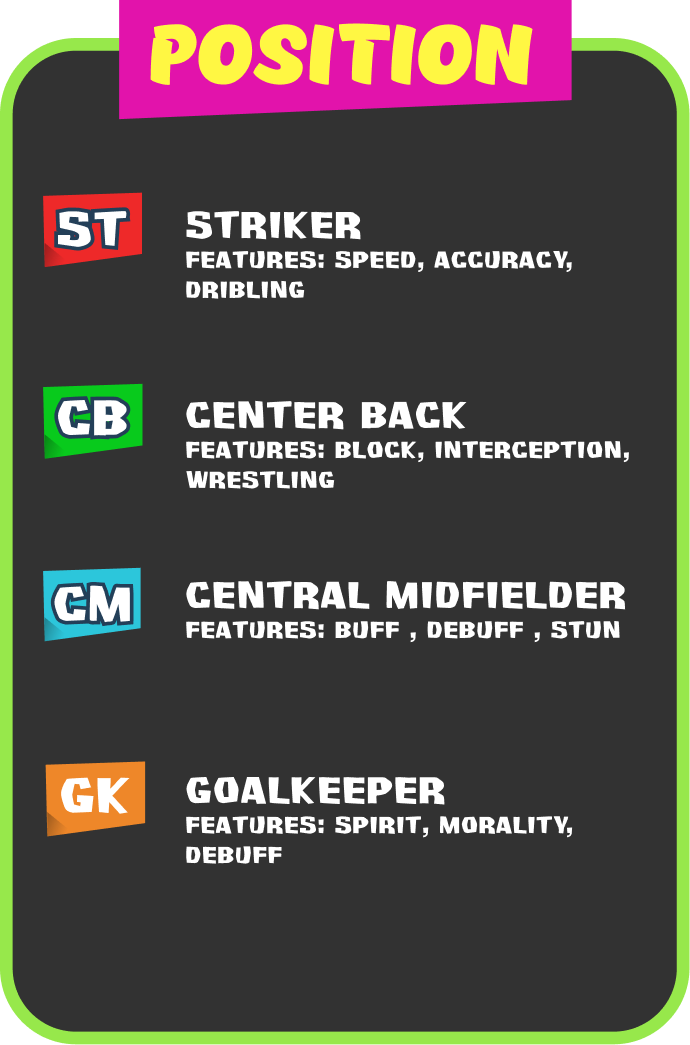 POSITION
ST
STRIKER
FEATURES: SPEED, ACCURACY,
DRIBLING
CB
CENTER BACK
FEATURES: BLOCK, INTERCEPTION,
WRESTLING
CM
CENTRAL MIDFIELDER
FEATURES: BUFF , DEBUFF , STUN
GK
GOALKEEPER
FEATURES: SPIRIT, MORALITY,
DEBUFF